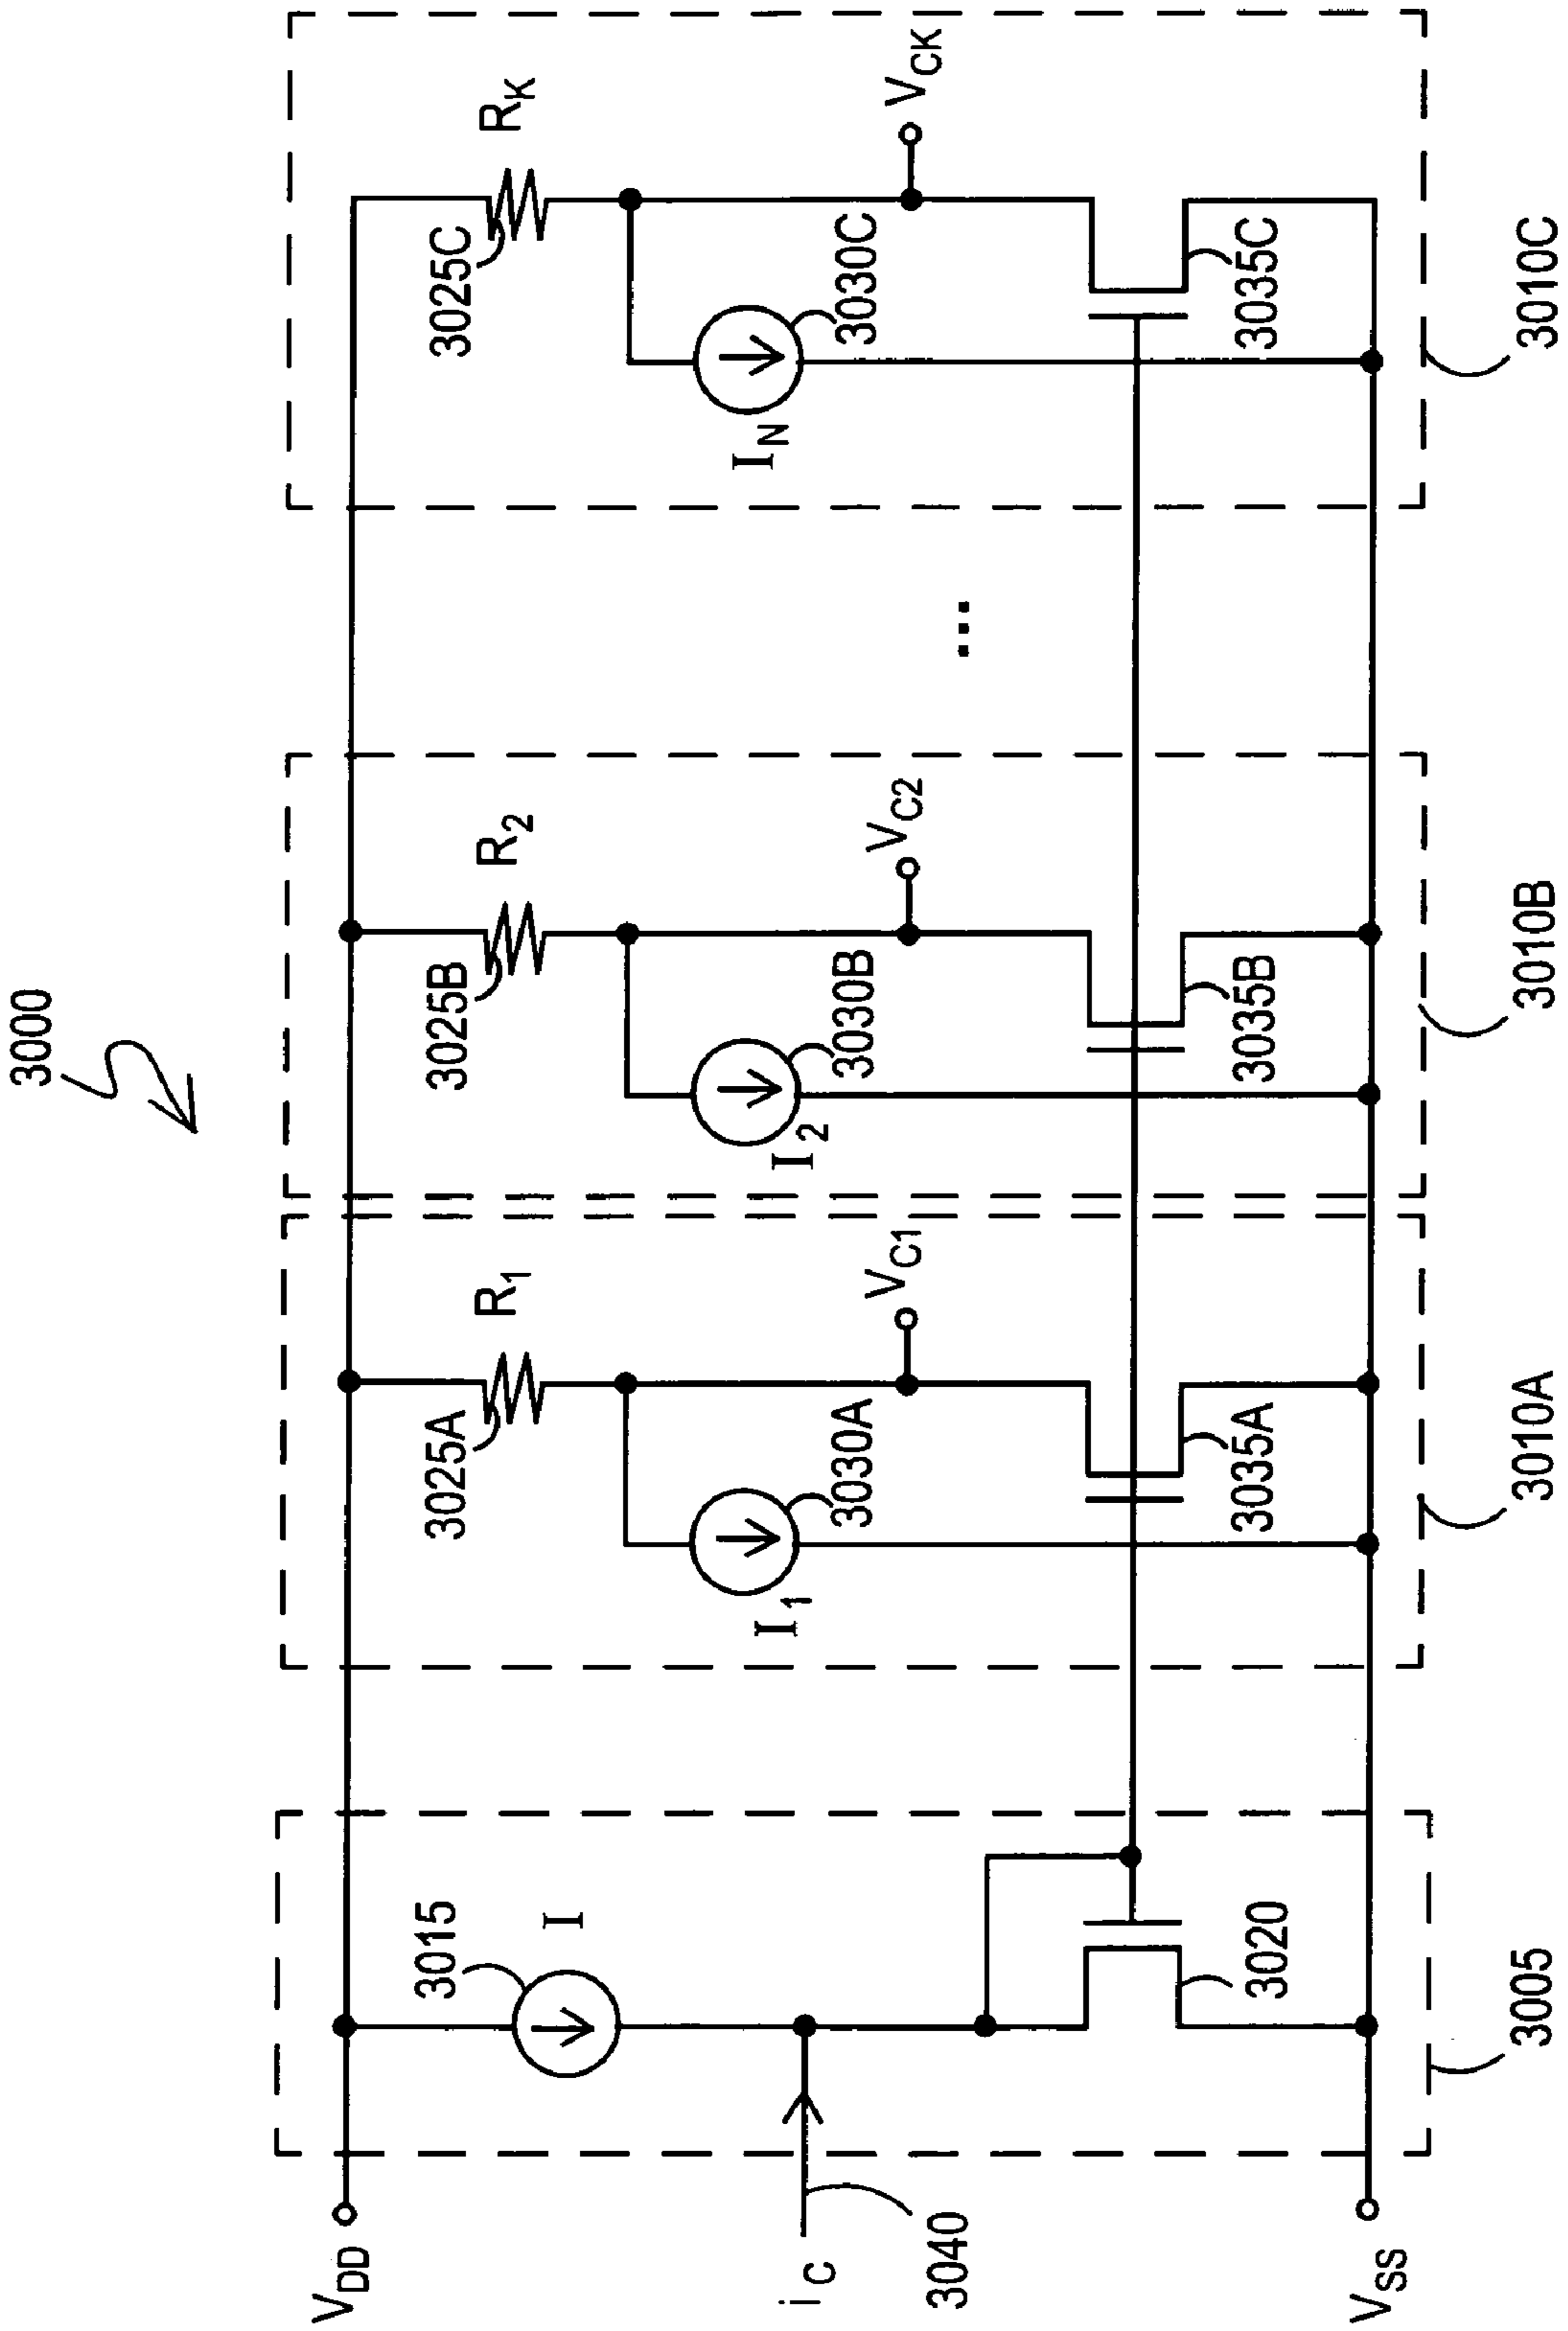 3000
V_DD
3015
I
i_C
3040
3020
V_SS
3005
3025A
R_1
I_1
3030A
V_C1
3035A
3010A
3025B
R_2
I_2
3030B
V_C2
3035B
3010B
...
3025C
R_K
I_N
3030C
V_CK
3035C
3010C